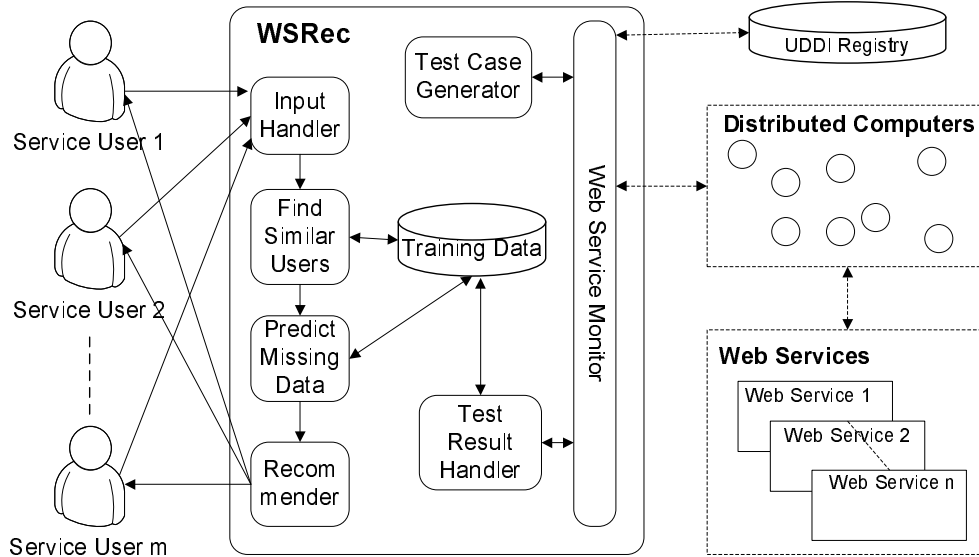 Service User 1
Service User 2
Service User m
WSRec
Input
Handler
Find
Similar
Users
Predict
Missing
Data
Recom
mender
Test Case
Generator
Training Data
Test
Result
Handler
Web Service Monitor
UDDI Registry
Distributed Computers
Web Services
Web Service 1
Web Service 2
Web Service n